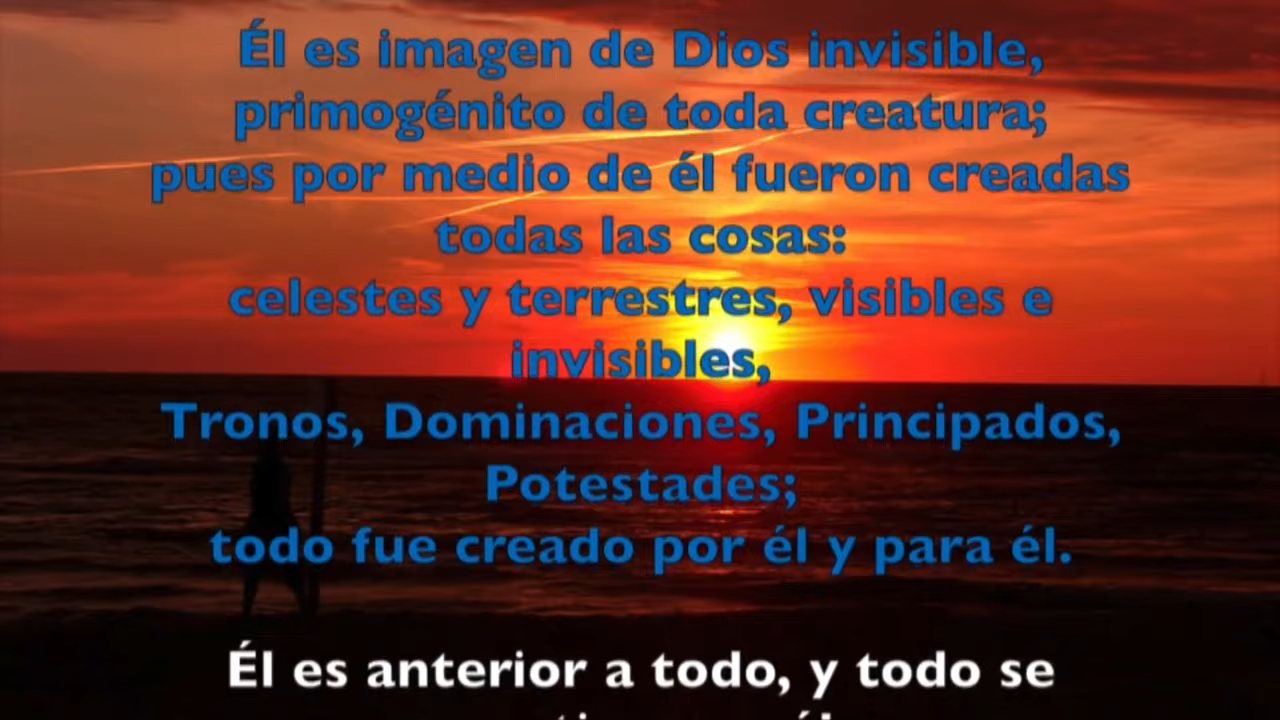 Él es imagen de Dios invisible,
primogénito de toda creatura;
pues por medio de él fueron creadas
todas las cosas:
celestes y terrestres, visibles e
invisibles,
Tronos, Dominaciones, Principados,
Potestades;
todo fue creado por él y para él.
Él es anterior a todo, y todo se